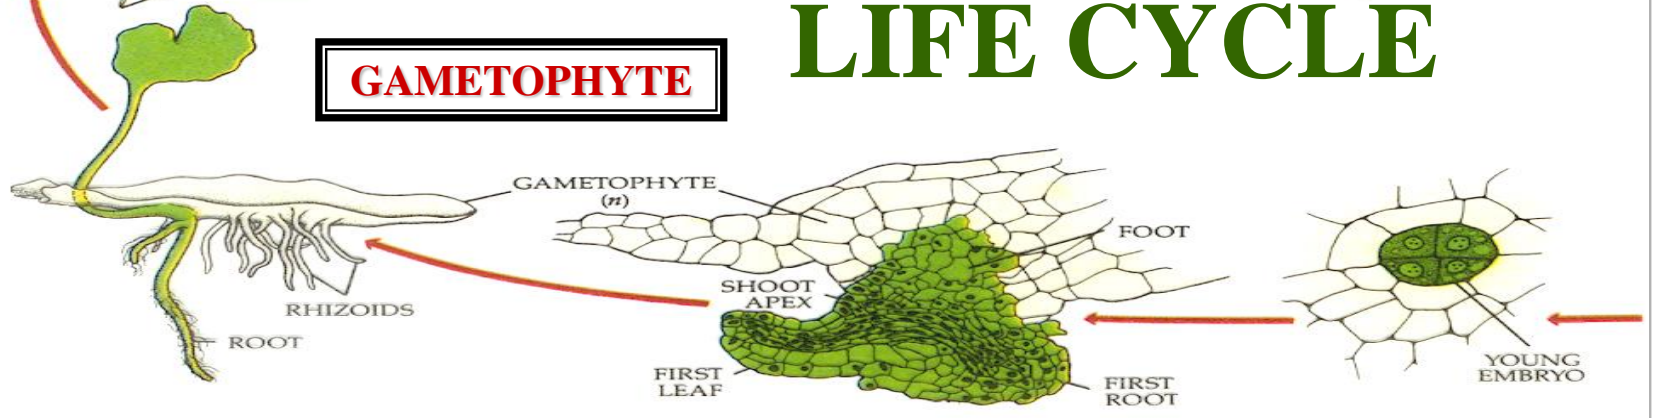 LIFE CYCLE
GAMETOPHYTE
GAMETOPHYTE
(n)
FOOT
SHOOT
APEX
RHIZOIDS
ROOT
FIRST
LEAF
FIRST
ROOT
YOUNG
EMBRYO